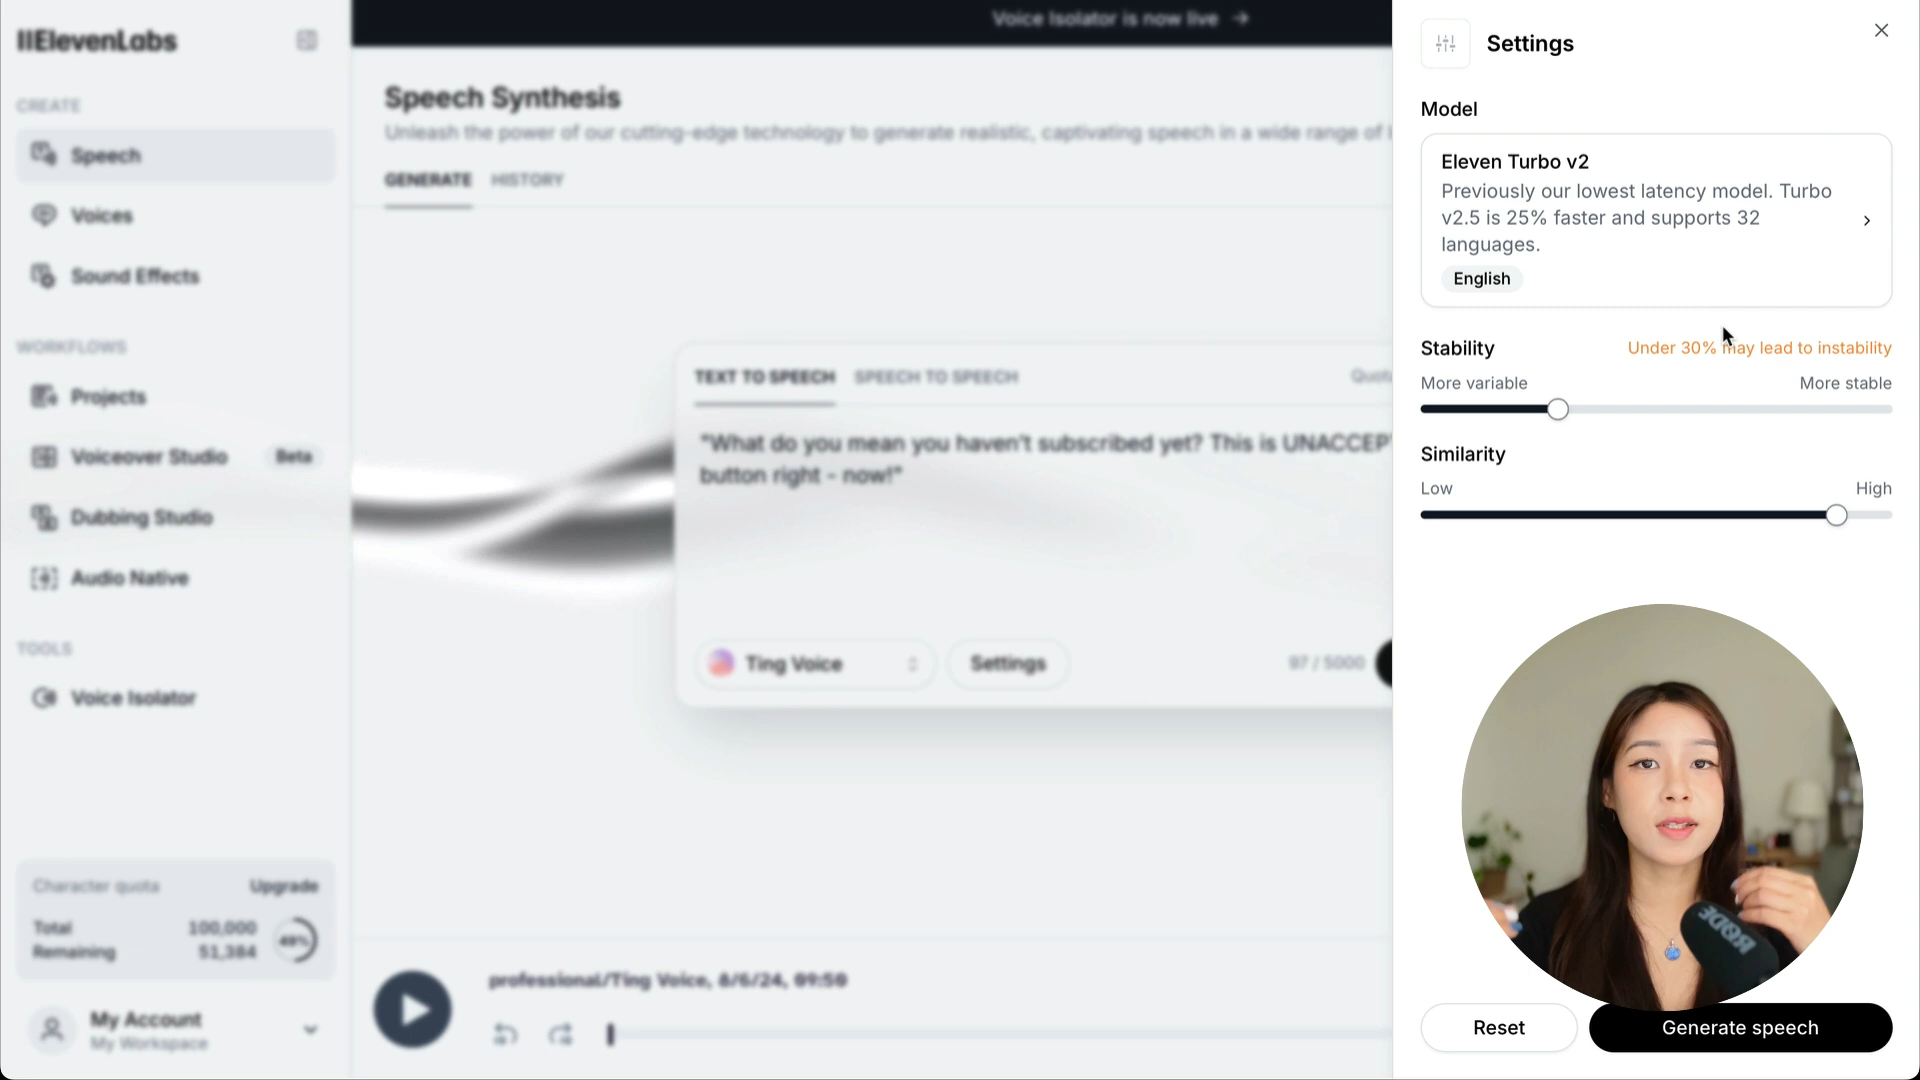 IIElevenLabs
CREATE
Speech
Voices
Sound Effects
WORKFLOWS
Projects
Voiceover Studio Beta
Dubbing Studio
Audio Native
TOOLS
Voice Isolator
Character quota Upgrade
Total 100,000
Remaining 51,384
My Account
My Workspace
Voice Isolator is now live →
Speech Synthesis
Unleash the power of our cutting-edge technology to generate realistic, captivating speech in a wide range of
GENERATE HISTORY
TEXT TO SPEECH SPEECH TO SPEECH
"What do you mean you haven't subscribed yet? This is UNACCEP
button right - now!"
Ting Voice Settings 97 / 5000
professional/Ting Voice, 8/6/24, 09:50
Settings
Model
Eleven Turbo v2
Previously our lowest latency model. Turbo
v2.5 is 25% faster and supports 32
languages.
English
Stability Under 30% may lead to instability
More variable More stable
Similarity
Low High
RØDE
Reset Generate speech